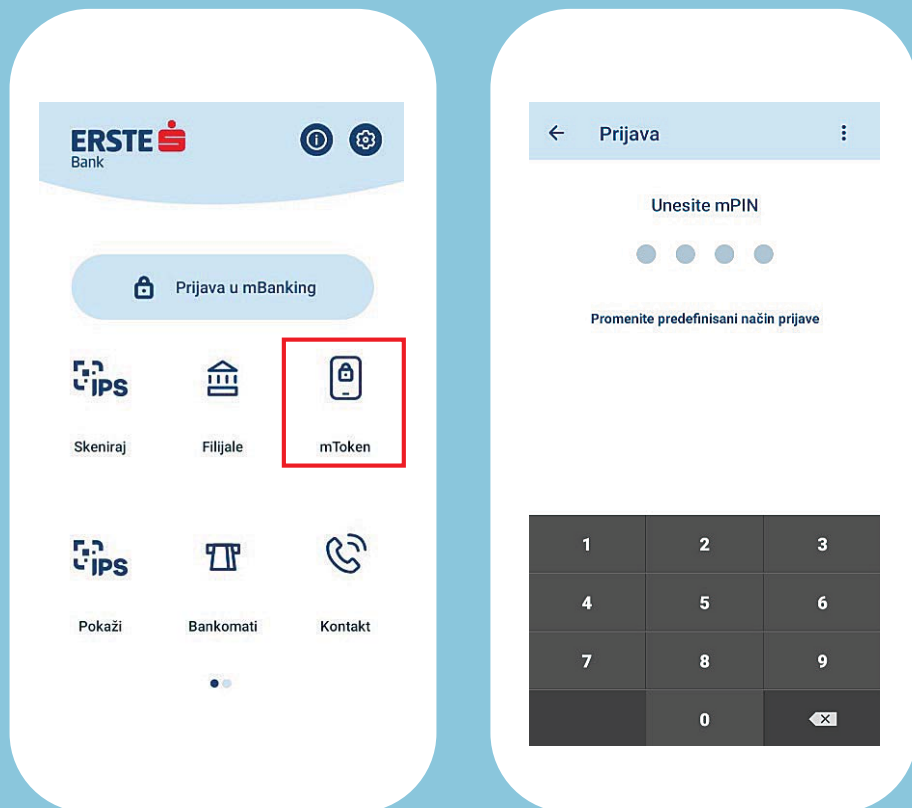 ERSTE
Bank
Prijava u mBanking
iPS
Skeniraj
Filijale
mToken
iPS
Pokaži
Bankomati
Kontakt
Prijava
Unesite mPIN
Promenite predefinisani način prijave
1 2 3
4 5 6
7 8 9
0